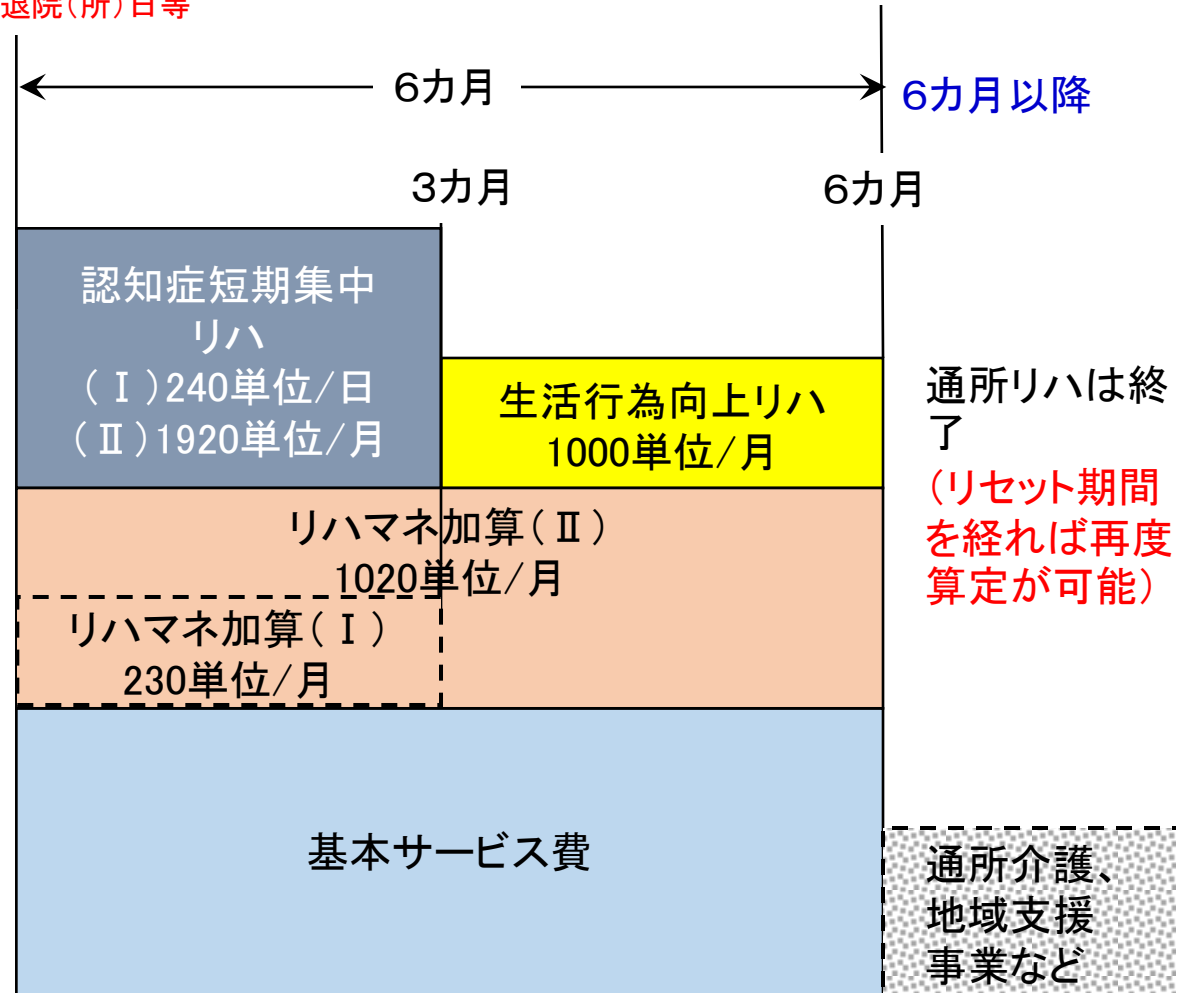 退院（所）日等
6カ月
6カ月以降
3カ月
6カ月
認知症短期集中
リハ
（Ⅰ）240単位/日
（Ⅱ）1920単位/月
生活行為向上リハ
1000単位/月
通所リハは終
了
（リセット期間
を経れば再度
算定が可能）
リハマネ加算（Ⅱ）
1020単位/月
リハマネ加算（Ⅰ）
230単位/月
基本サービス費
通所介護、
地域支援
事業など